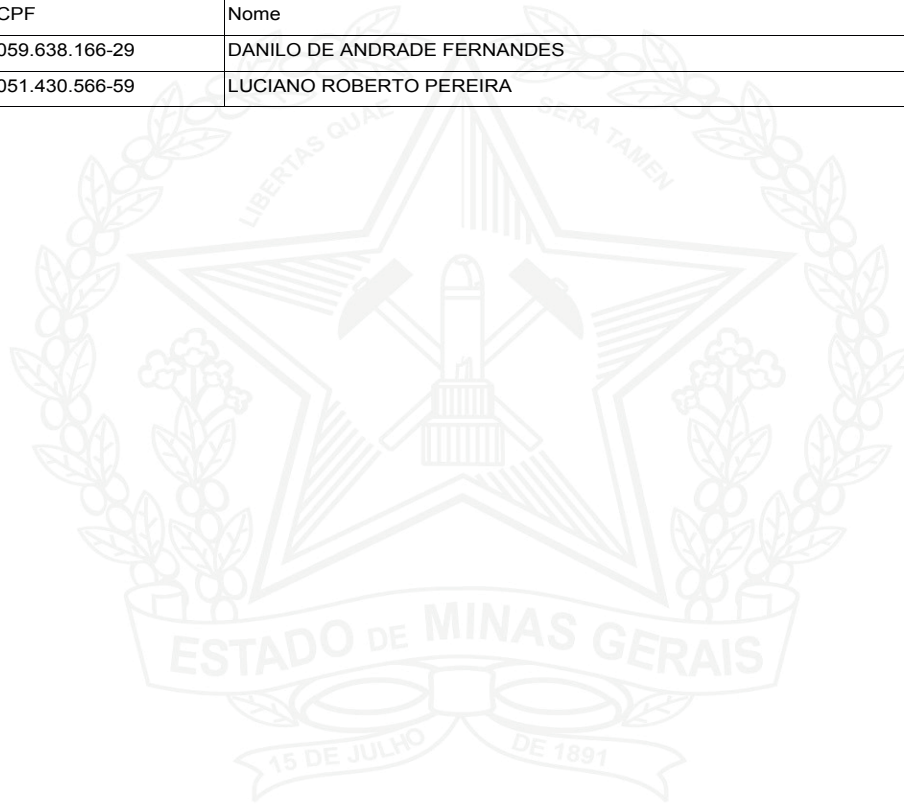 CPF Nome
059.638.166-29 DANILO DE ANDRADE FERNANDES
051.430.566-59 LUCIANO ROBERTO PEREIRA
LIBERTAS QUAE SERA TAMEN
ESTADO DE MINAS GERAIS
15 DE JULHO DE 1891